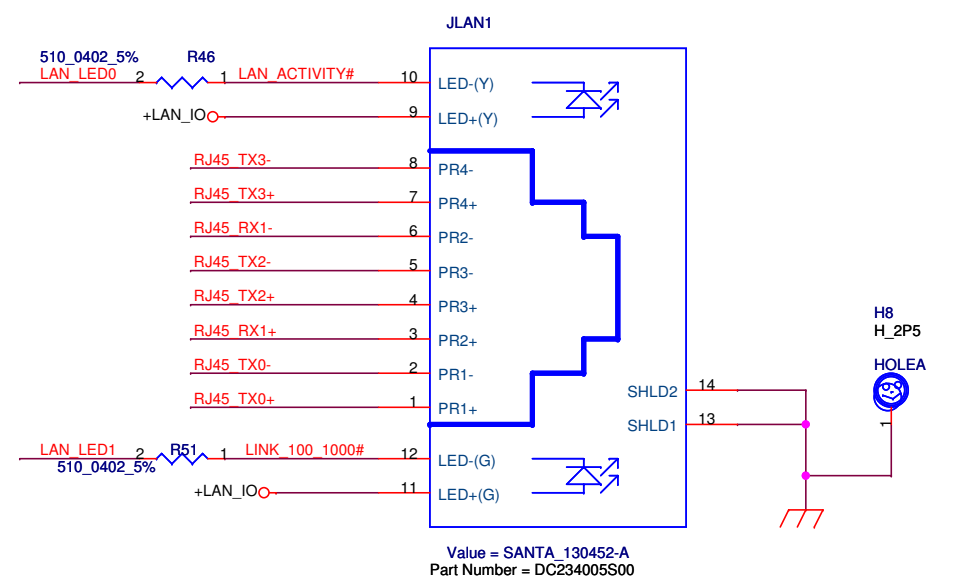 JLAN1
510_0402_5% R46
LAN_LED0 2 1 LAN_ACTIVITY# 10 LED-(Y)
+LAN_IO 9 LED+(Y)
RJ45_TX3- 8 PR4-
RJ45_TX3+ 7 PR4+
RJ45_RX1- 6 PR2-
RJ45_TX2- 5 PR3-
RJ45_TX2+ 4 PR3+
RJ45_RX1+ 3 PR2+
RJ45_TX0- 2 PR1-
RJ45_TX0+ 1 PR1+
H8
H_2P5
HOLEA
1
SHLD2 14
SHLD1 13
LAN_LED1 2 R51 1 LINK_100_1000# 12 LED-(G)
510_0402_5%
+LAN_IO 11 LED+(G)
Value = SANTA_130452-A
Part Number = DC234005S00